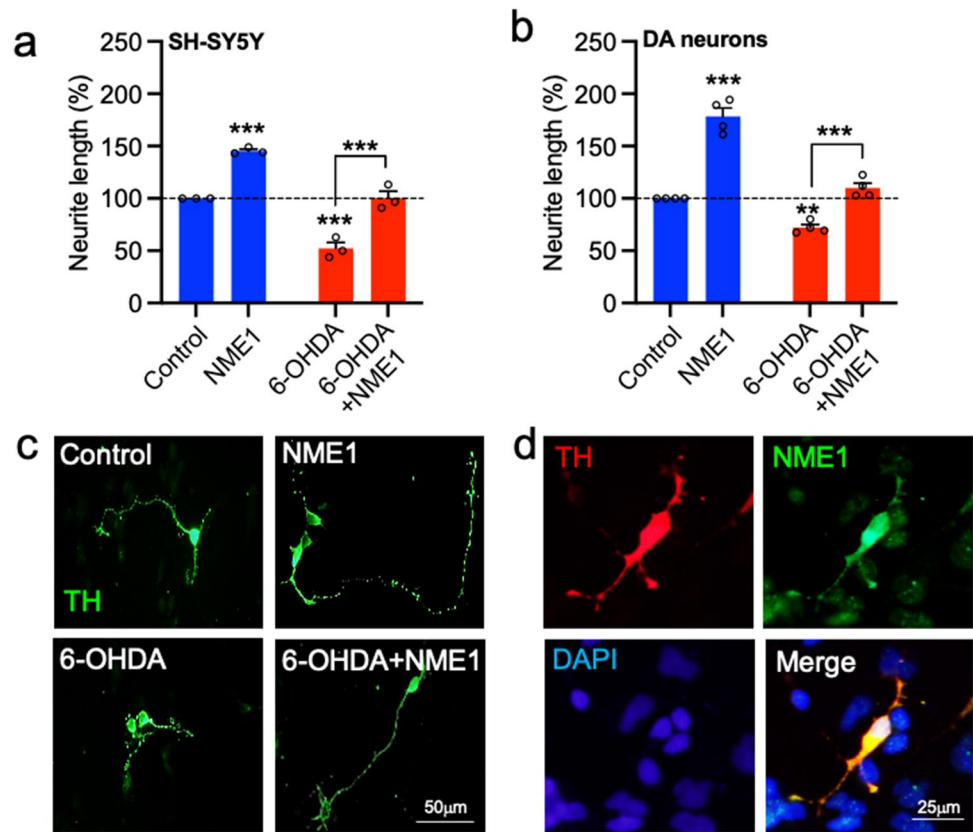 a
SH-SY5Y
Neurite length (%)
250
200
150
100
50
0
***
***
***
Control
NME1
6-OHDA
6-OHDA
+NME1
b
DA neurons
Neurite length (%)
250
200
150
100
50
0
***
**
***
Control
NME1
6-OHDA
6-OHDA
+NME1
c
Control
TH
NME1
6-OHDA
6-OHDA+NME1
50μm
d
TH
NME1
DAPI
Merge
25μm